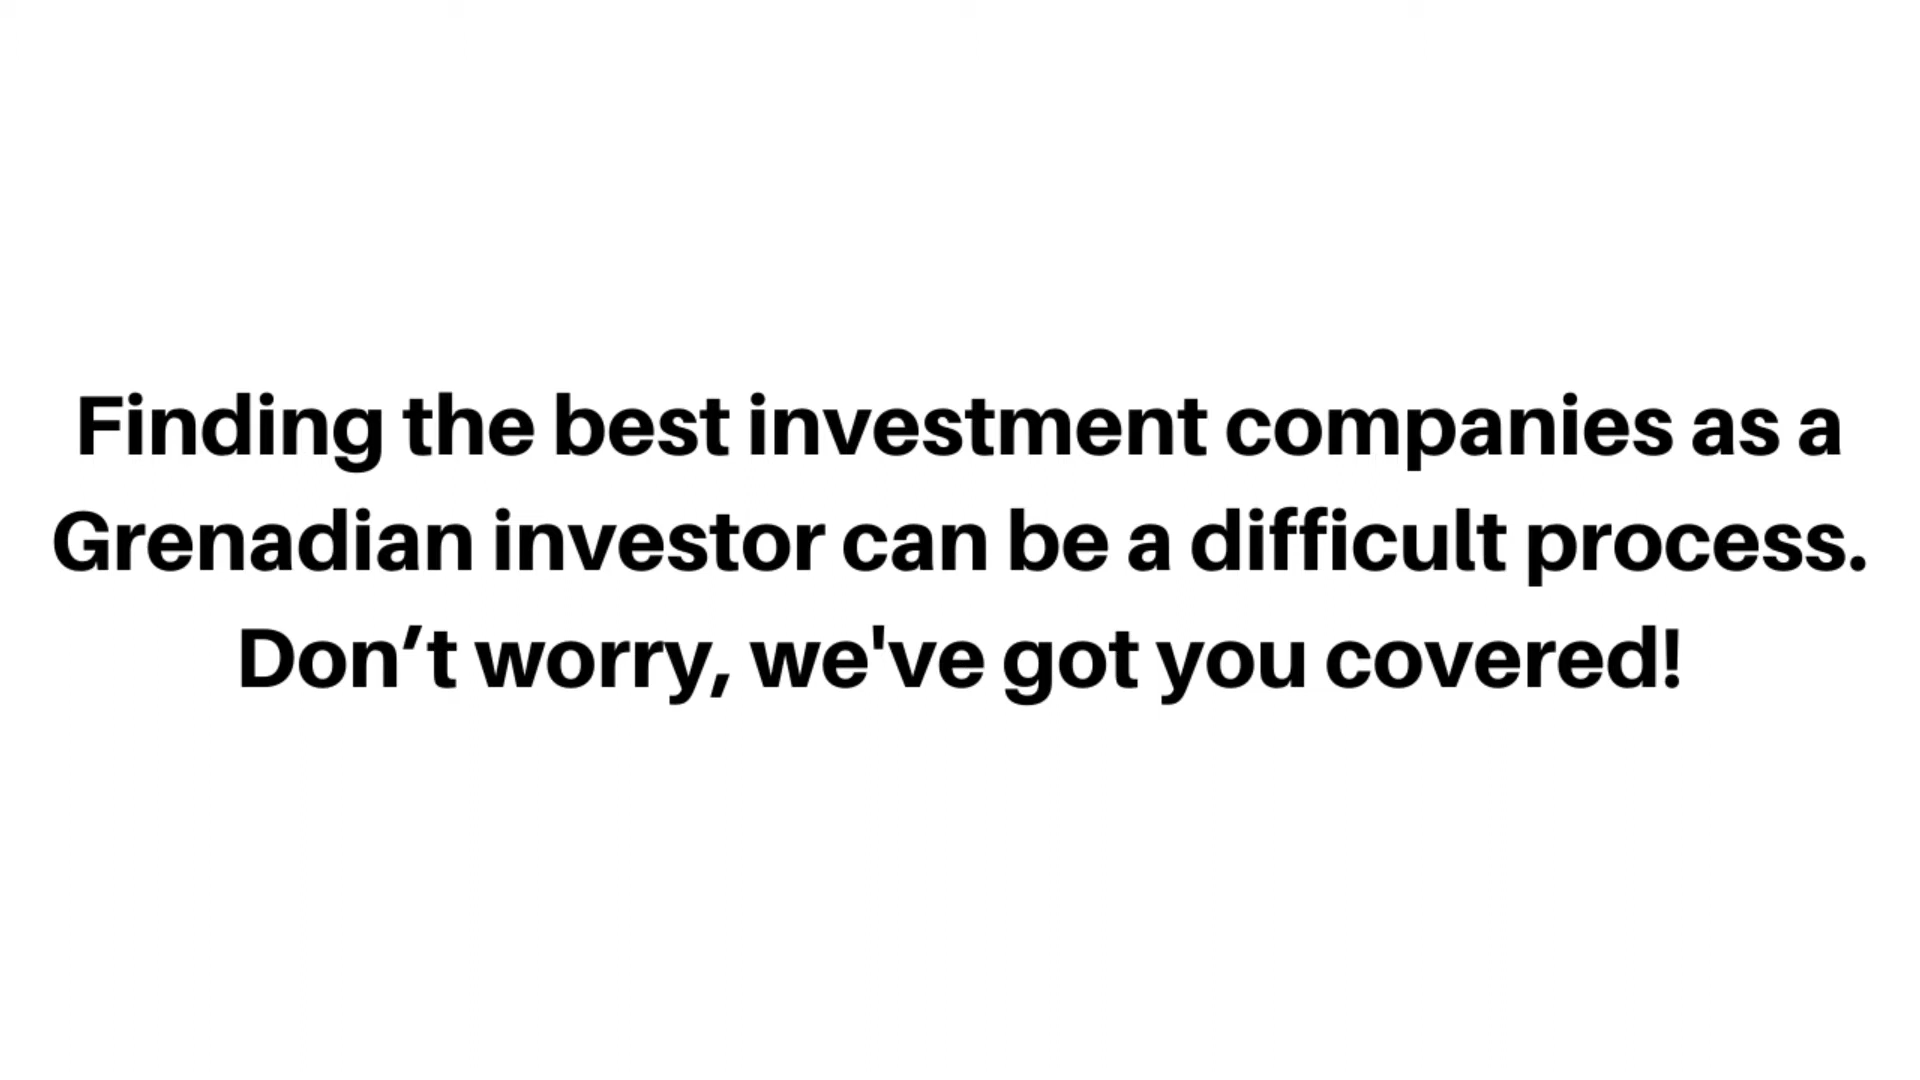 Finding the best investment companies as a
Grenadian investor can be a difficult process.
Don’t worry, we've got you covered!